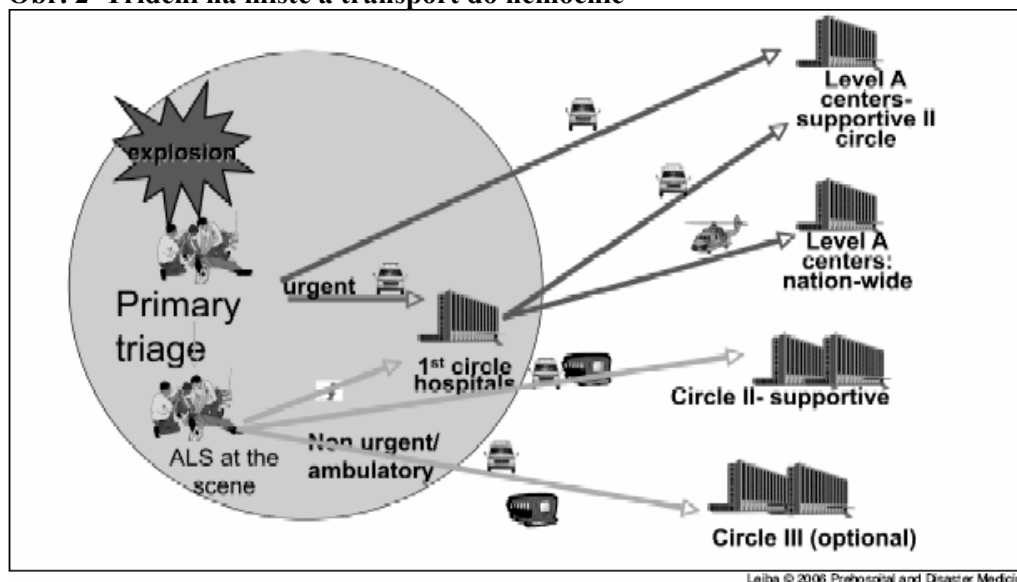 Obr. 2 Třídění na místě a transport do nemocnic
explosion
Primary
triage
ALS at the
scene
urgent
1st circle
hospitals
Non urgent/
ambulatory
Level A
centers-
supportive II
circle
Level A
centers:
nation-wide
Circle II- supportive
Circle III (optional)
Leiba © 2006 Prehospital and Disaster Medici